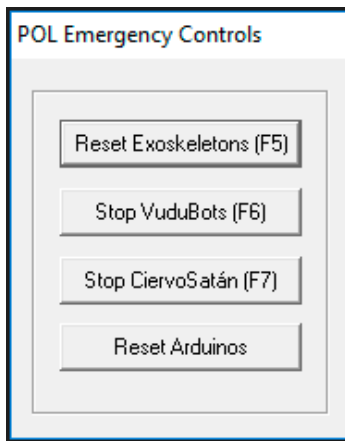 POL Emergency Controls
Reset Exoskeletons (F5)
Stop VuduBots (F6)
Stop CiervoSatán (F7)
Reset Arduinos